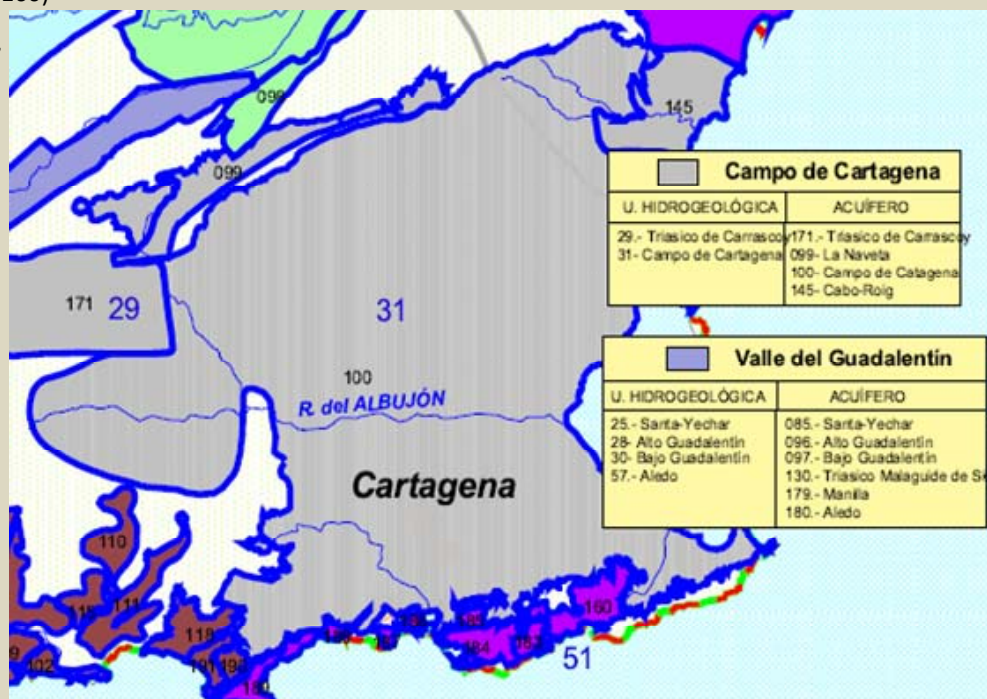 098
099
145
171
29
31
100
R. del ALBUJÓN
Cartagena
110
111
118
102
160
51
Campo de Cartagena
U. HIDROGEOLÓGICA
ACUÍFERO
29.- Triasico de Carrascoy
171.- Triasico de Carrascoy
31- Campo de Cartagena
099- La Naveta
100- Campo de Catagena
145- Cabo-Roig
Valle del Guadalentín
U. HIDROGEOLÓGICA
ACUÍFERO
25.- Santa-Yechar
085.- Santa-Yechar
28- Alto Guadalentín
096.- Alto Guadalentín
30- Bajo Guadalentín
097.- Bajo Guadalentín
57.- Aledo
130.- Triasico Malaguide de
179.- Manilla
180.- Aledo